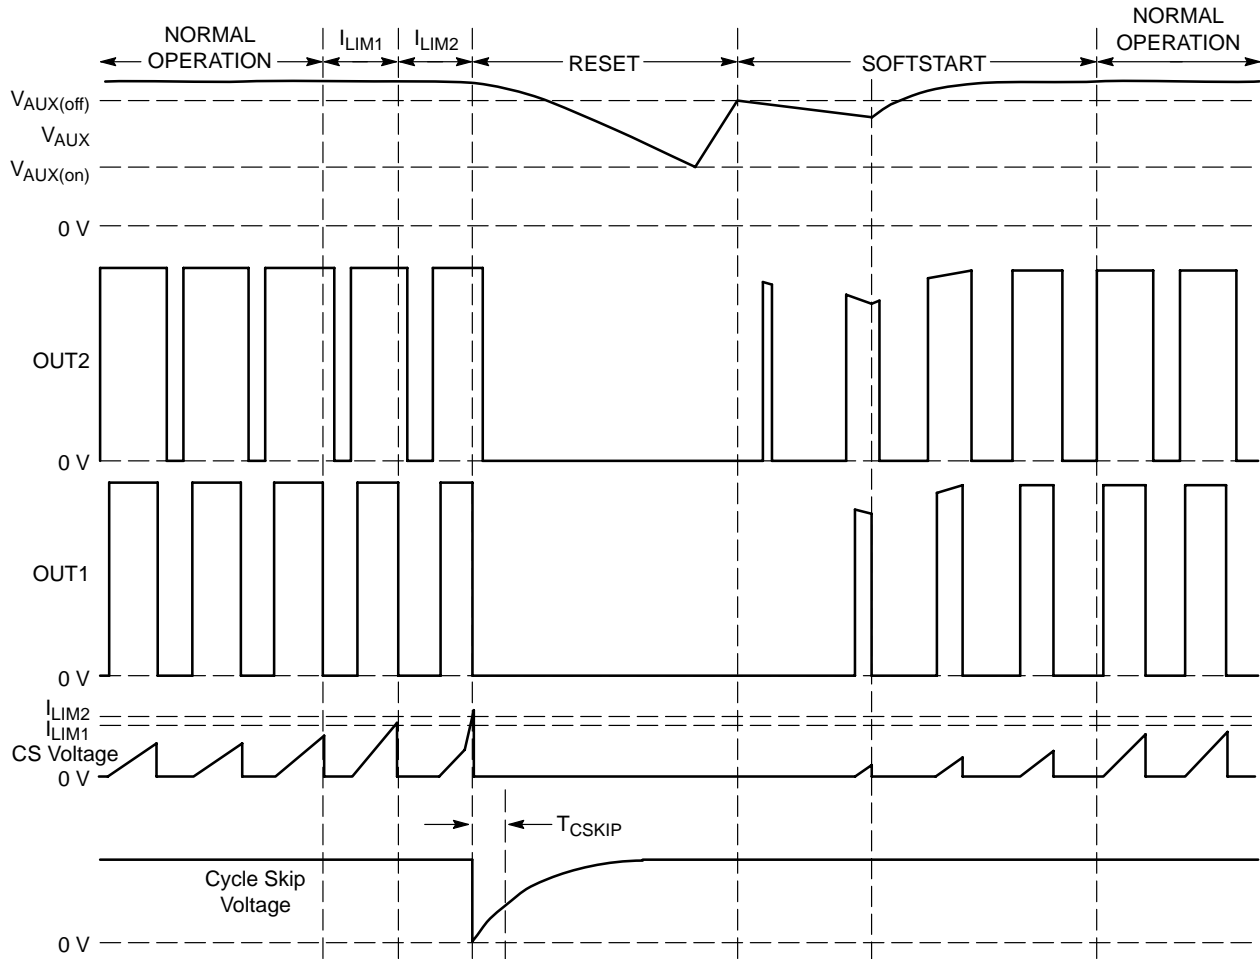 NORMAL
OPERATION
ILIM1
ILIM2
RESET
SOFTSTART
NORMAL
OPERATION
VAUX(off)
VAUX
VAUX(on)
0 V
OUT2
0 V
OUT1
0 V
ILIM2
ILIM1
CS Voltage
0 V
TCSKIP
Cycle Skip
Voltage
0 V